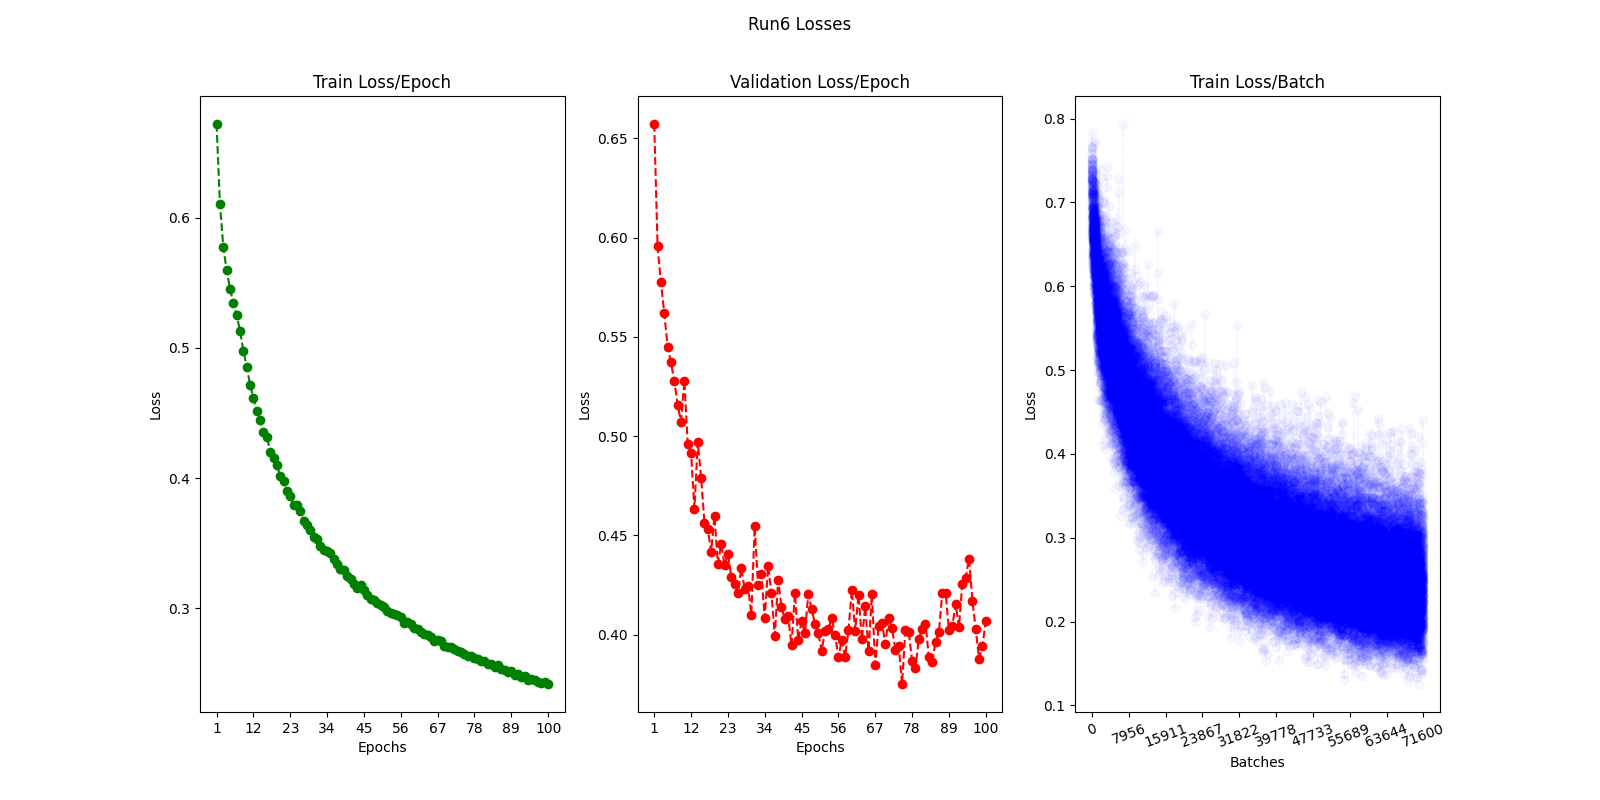 Run6 Losses
Train Loss/Epoch
Loss
0.6
0.5
0.4
0.3
1 12 23 34 45 56 67 78 89 100
Epochs
Validation Loss/Epoch
Loss
0.65
0.60
0.55
0.50
0.45
0.40
1 12 23 34 45 56 67 78 89 100
Epochs
Train Loss/Batch
Loss
0.8
0.7
0.6
0.5
0.4
0.3
0.2
0.1
0 7956 15911 23867 31822 39778 47733 55689 63644 71600
Batches